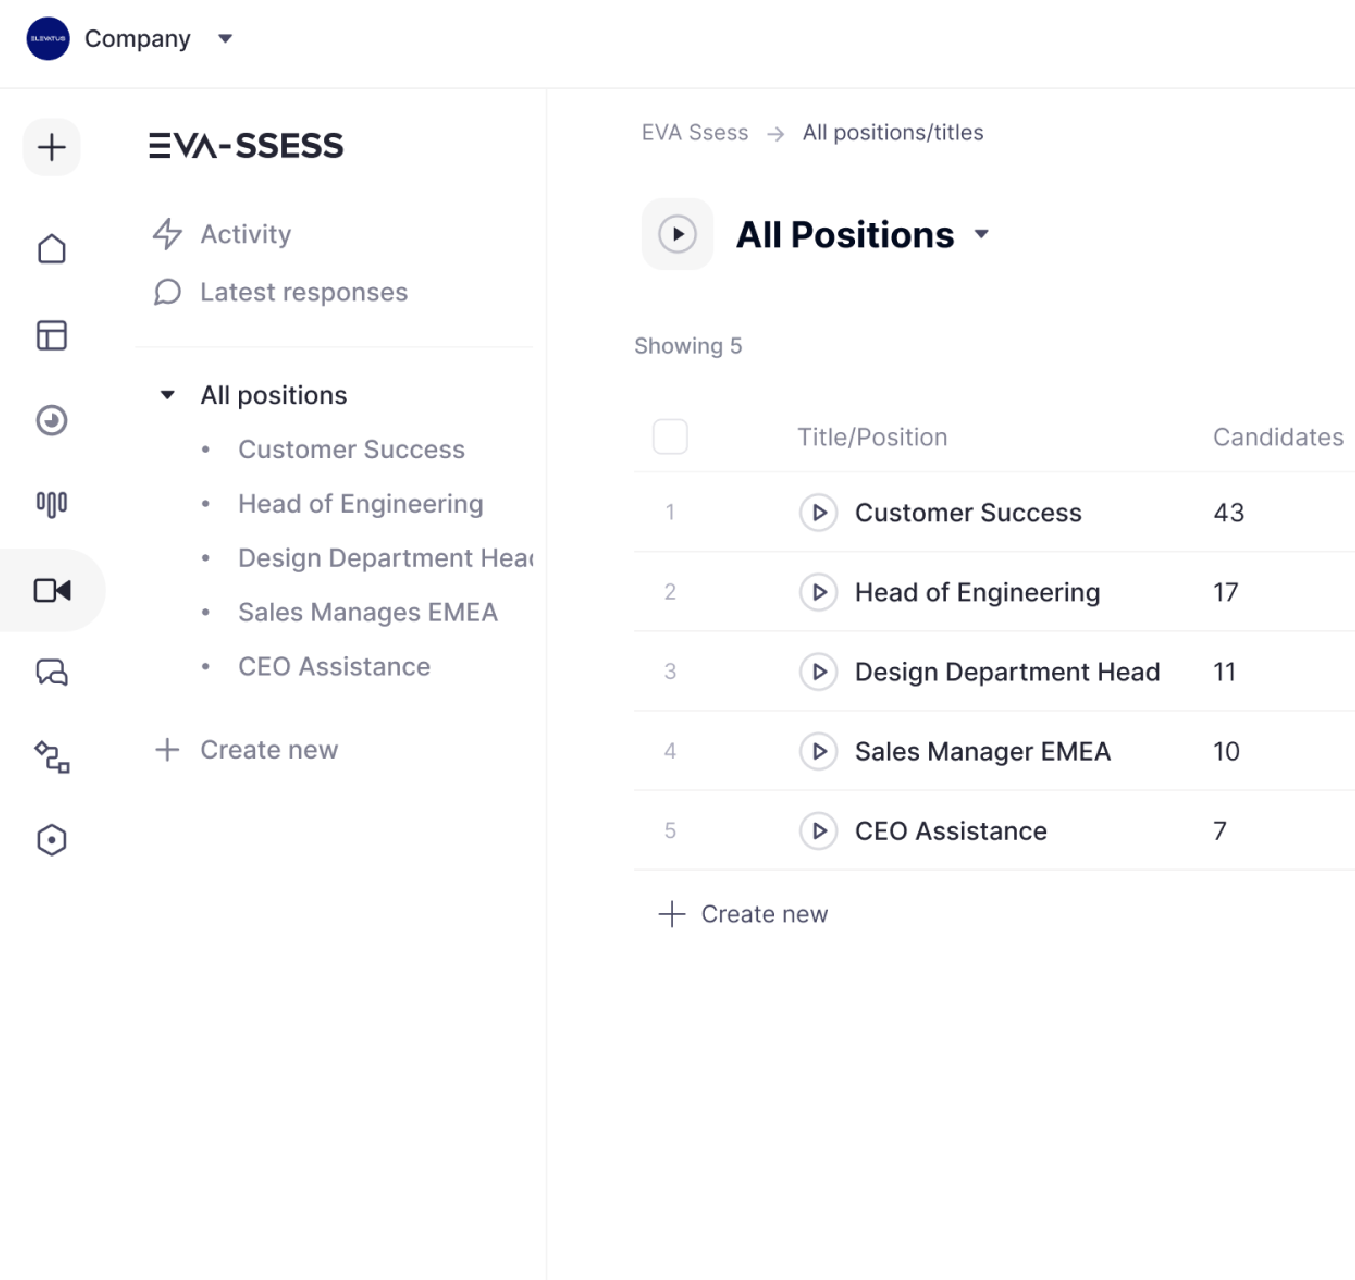 ELEVATUS
Company
EVA-SSESS
Activity
Latest responses
All positions
• Customer Success
• Head of Engineering
• Design Department Head
• Sales Manages EMEA
• CEO Assistance
+ Create new
EVA Ssess → All positions/titles
All Positions
Showing 5
Title/Position Candidates
1 Customer Success 43
2 Head of Engineering 17
3 Design Department Head 11
4 Sales Manager EMEA 10
5 CEO Assistance 7
+ Create new